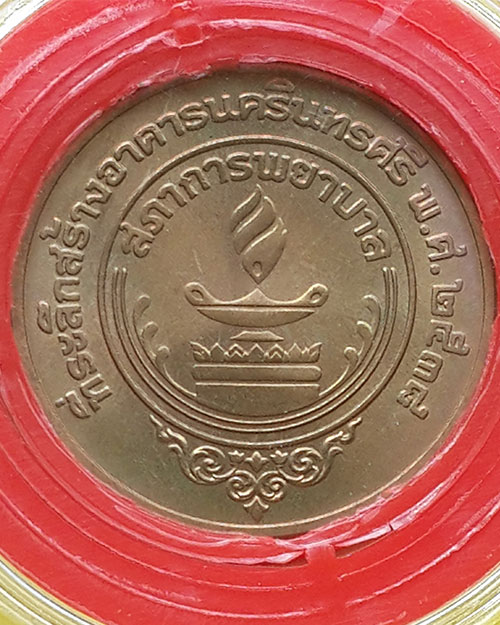 ที่ระลึกสร้างอาคารนครินทรศรี พ.ศ. ๒๕๓๘
สภาการพยาบาล